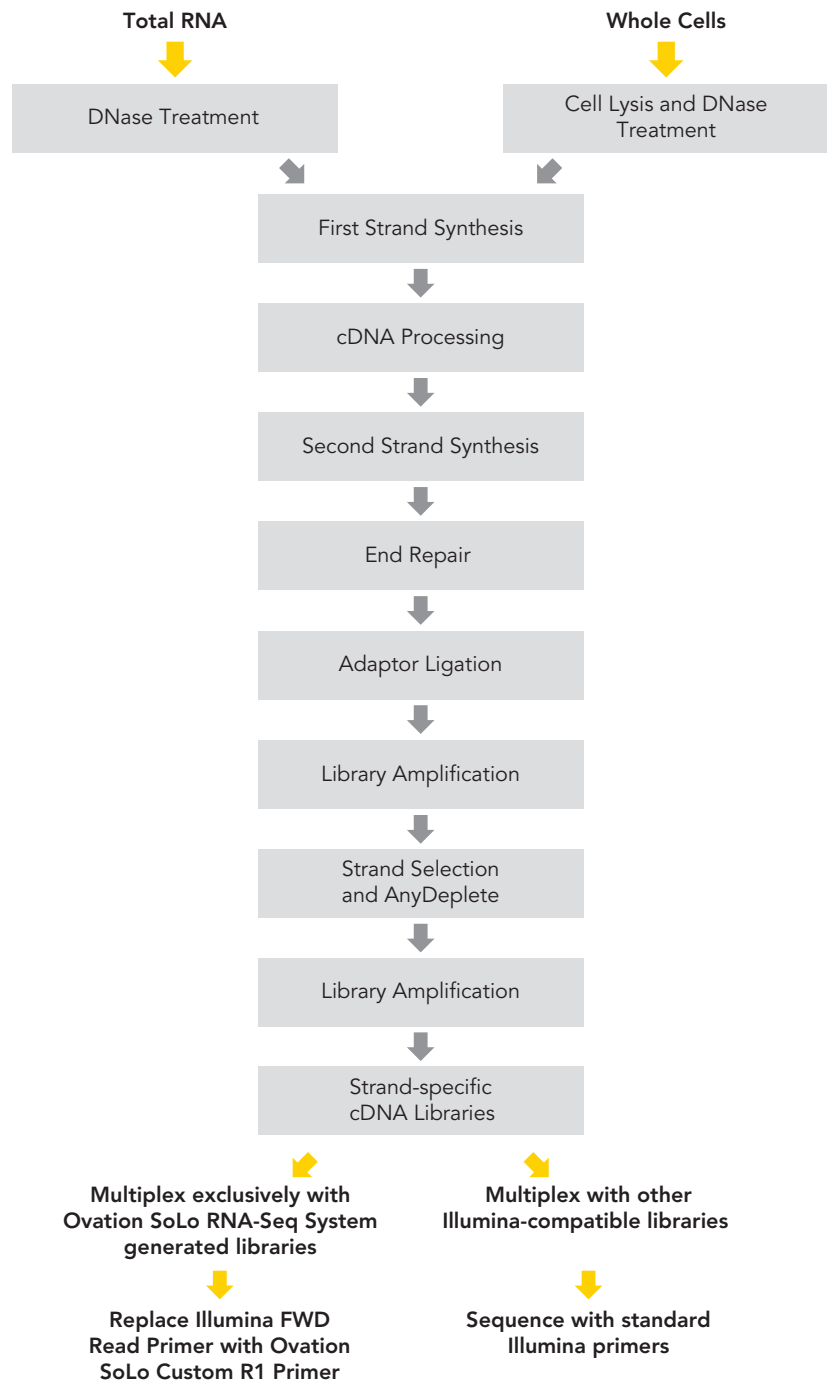 Total RNA
Whole Cells
DNase Treatment
Cell Lysis and DNase
Treatment
First Strand Synthesis
cDNA Processing
Second Strand Synthesis
End Repair
Adaptor Ligation
Library Amplification
Strand Selection
and AnyDeplete
Library Amplification
Strand-specific
cDNA Libraries
Multiplex exclusively with
Ovation SoLo RNA-Seq System
generated libraries
Multiplex with other
Illumina-compatible libraries
Replace Illumina FWD
Read Primer with Ovation
SoLo Custom R1 Primer
Sequence with standard
Illumina primers